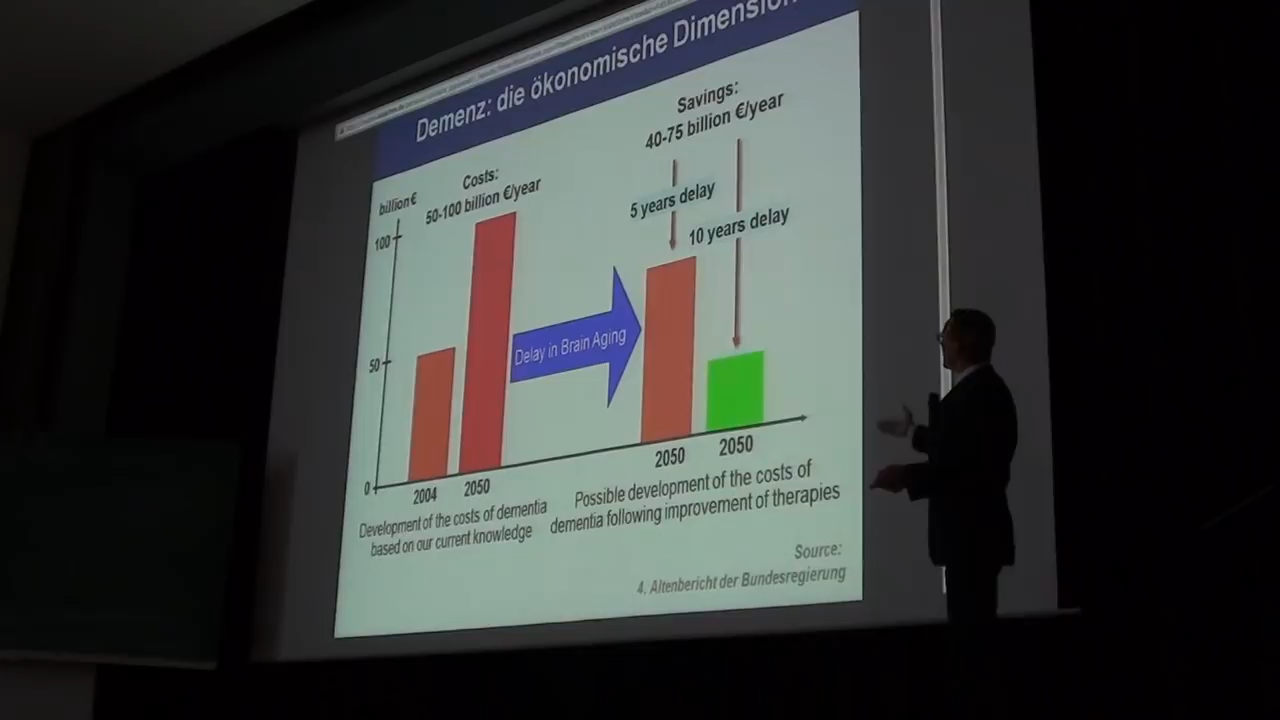 Demenz: die ökonomische Dimension
billion €
Costs:
50-100 billion €/year
Savings:
40-75 billion €/year
5 years delay
10 years delay
100
50
0
Delay in Brain Aging
2004
2050
2050
2050
Development of the costs of dementia
based on our current knowledge
Possible development of the costs of
dementia following improvement of therapies
Source:
4. Altenbericht der Bundesregierung